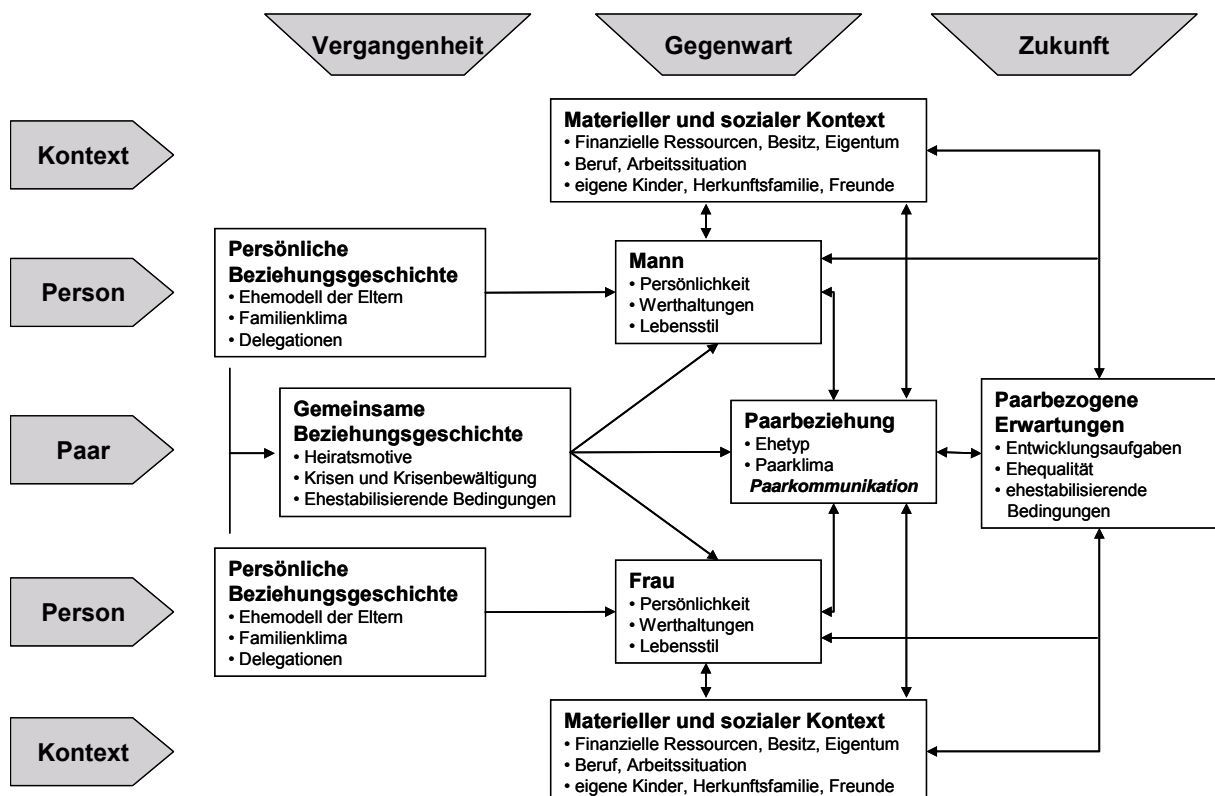 Vergangenheit
Gegenwart
Zukunft
Kontext
Materieller und sozialer Kontext
• Finanzielle Ressourcen, Besitz, Eigentum
• Beruf, Arbeitssituation
• eigene Kinder, Herkunftsfamilie, Freunde
Person
Persönliche
Beziehungsgeschichte
• Ehemodell der Eltern
• Familienklima
• Delegationen
Mann
• Persönlichkeit
• Werthaltungen
• Lebensstil
Paar
Gemeinsame
Beziehungsgeschichte
• Heiratsmotive
• Krisen und Krisenbewältigung
• Ehestabilisierende Bedingungen
Paarbeziehung
• Ehetyp
• Paarklima
Paarkommunikation
Paarbezogene
Erwartungen
• Entwicklungsaufgaben
• Ehequalität
• ehestabilisierende
Bedingungen
Person
Persönliche
Beziehungsgeschichte
• Ehemodell der Eltern
• Familienklima
• Delegationen
Frau
• Persönlichkeit
• Werthaltungen
• Lebensstil
Kontext
Materieller und sozialer Kontext
• Finanzielle Ressourcen, Besitz, Eigentum
• Beruf, Arbeitssituation
• eigene Kinder, Herkunftsfamilie, Freunde